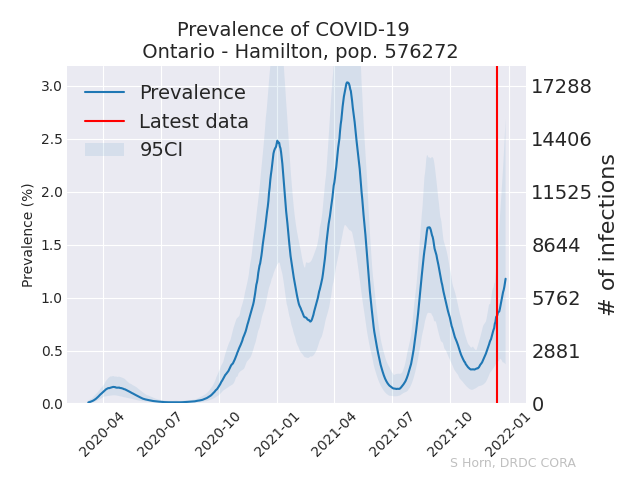 Prevalence of COVID-19
Ontario - Hamilton, pop. 576272
Prevalence
Latest data
95CI
Prevalence (%)
3.0
2.5
2.0
1.5
1.0
0.5
0.0
17288
14406
11525
8644
5762
2881
0
# of infections
2020-04
2020-07
2020-10
2021-01
2021-04
2021-07
2021-10
2022-01
S Horn, DRDC CORA